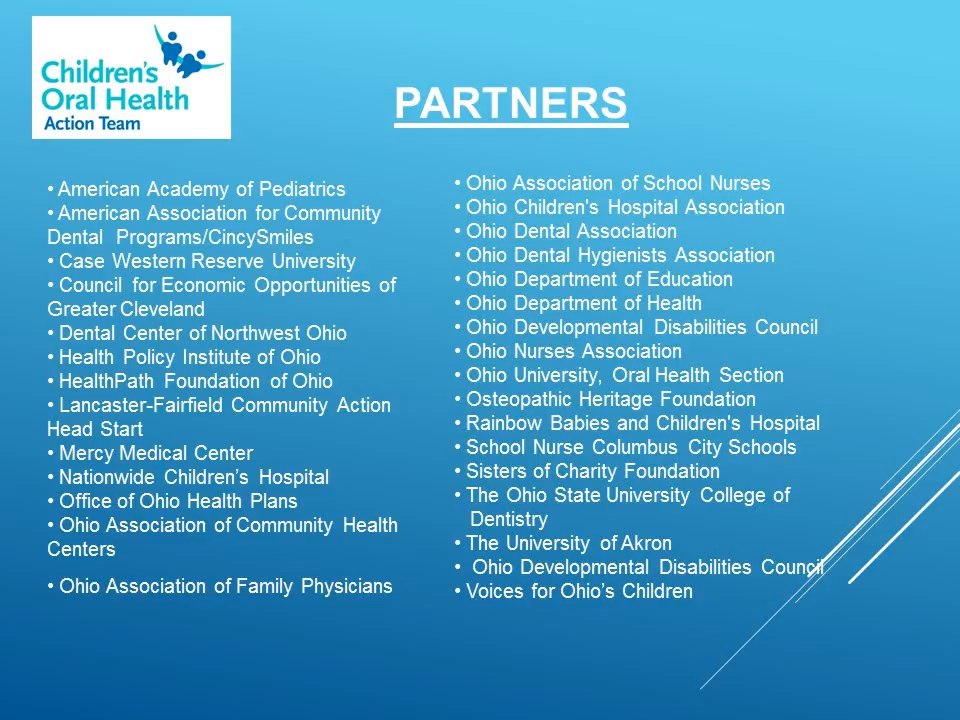 Children's
Oral Health
Action Team
PARTNERS
• American Academy of Pediatrics
• American Association for Community
Dental Programs/CincySmiles
• Case Western Reserve University
• Council for Economic Opportunities of
Greater Cleveland
• Dental Center of Northwest Ohio
• Health Policy Institute of Ohio
• HealthPath Foundation of Ohio
• Lancaster-Fairfield Community Action
Head Start
• Mercy Medical Center
• Nationwide Children’s Hospital
• Office of Ohio Health Plans
• Ohio Association of Community Health
Centers
• Ohio Association of Family Physicians
• Ohio Association of School Nurses
• Ohio Children's Hospital Association
• Ohio Dental Association
• Ohio Dental Hygienists Association
• Ohio Department of Education
• Ohio Department of Health
• Ohio Developmental Disabilities Council
• Ohio Nurses Association
• Ohio University, Oral Health Section
• Osteopathic Heritage Foundation
• Rainbow Babies and Children's Hospital
• School Nurse Columbus City Schools
• Sisters of Charity Foundation
• The Ohio State University College of
Dentistry
• The University of Akron
• Ohio Developmental Disabilities Council
• Voices for Ohio’s Children